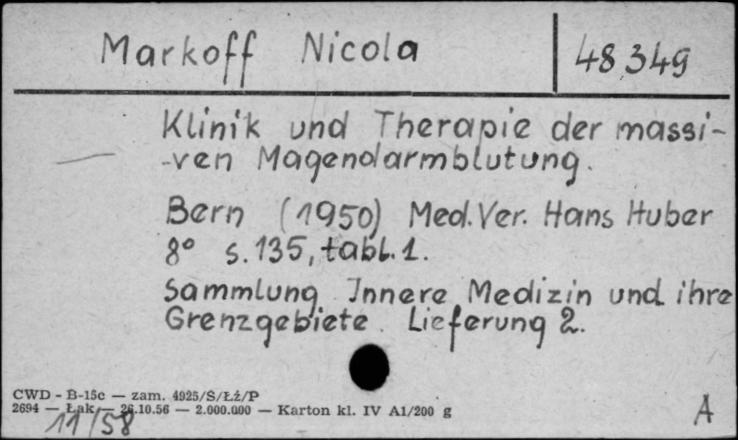 Markoff Nicola
48349
Klinik und Therapie der massi-
-ven Magendarmblutung.
Bern (1950) Med. Ver. Hans Huber
8° s. 135, tabl. 1.
Sammlung Innere Medizin und ihre
Grenzgebiete. Lieferung 2.
CWD - B-15c — zam. 4925/S/Łź/P
2694 — Łąk — 26.10.56 — 2.000.000 — Karton kl. IV A1/200 g
11/58
A